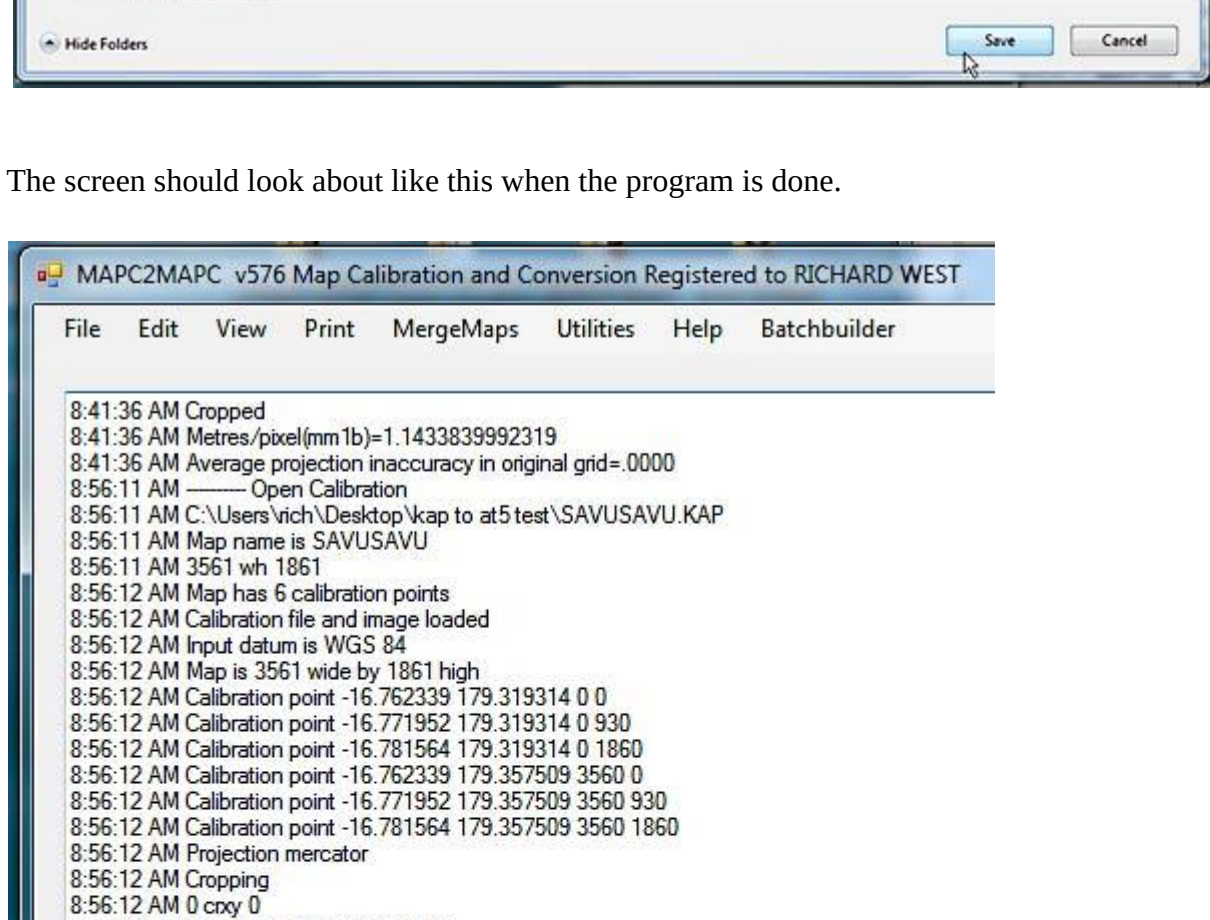 Hide Folders
Save
Cancel
The screen should look about like this when the program is done.
MAPC2MAPC v576 Map Calibration and Conversion Registered to RICHARD WEST
File Edit View Print MergeMaps Utilities Help Batchbuilder
8:41:36 AM Cropped
8:41:36 AM Metres/pixel(mm1b)=1.1433839992319
8:41:36 AM Average projection inaccuracy in original grid=.0000
8:56:11 AM --------- Open Calibration
8:56:11 AM C:\Users\rich\Desktop\kap to at5 test\SAVUSAVU.KAP
8:56:11 AM Map name is SAVUSAVU
8:56:11 AM 3561 wh 1861
8:56:12 AM Map has 6 calibration points
8:56:12 AM Calibration file and image loaded
8:56:12 AM Input datum is WGS 84
8:56:12 AM Map is 3561 wide by 1861 high
8:56:12 AM Calibration point -16.762339 179.319314 0 0
8:56:12 AM Calibration point -16.771952 179.319314 0 930
8:56:12 AM Calibration point -16.781564 179.319314 0 1860
8:56:12 AM Calibration point -16.762339 179.357509 3560 0
8:56:12 AM Calibration point -16.771952 179.357509 3560 930
8:56:12 AM Calibration point -16.781564 179.357509 3560 1860
8:56:12 AM Projection mercator
8:56:12 AM Cropping
8:56:12 AM 0 crxy 0